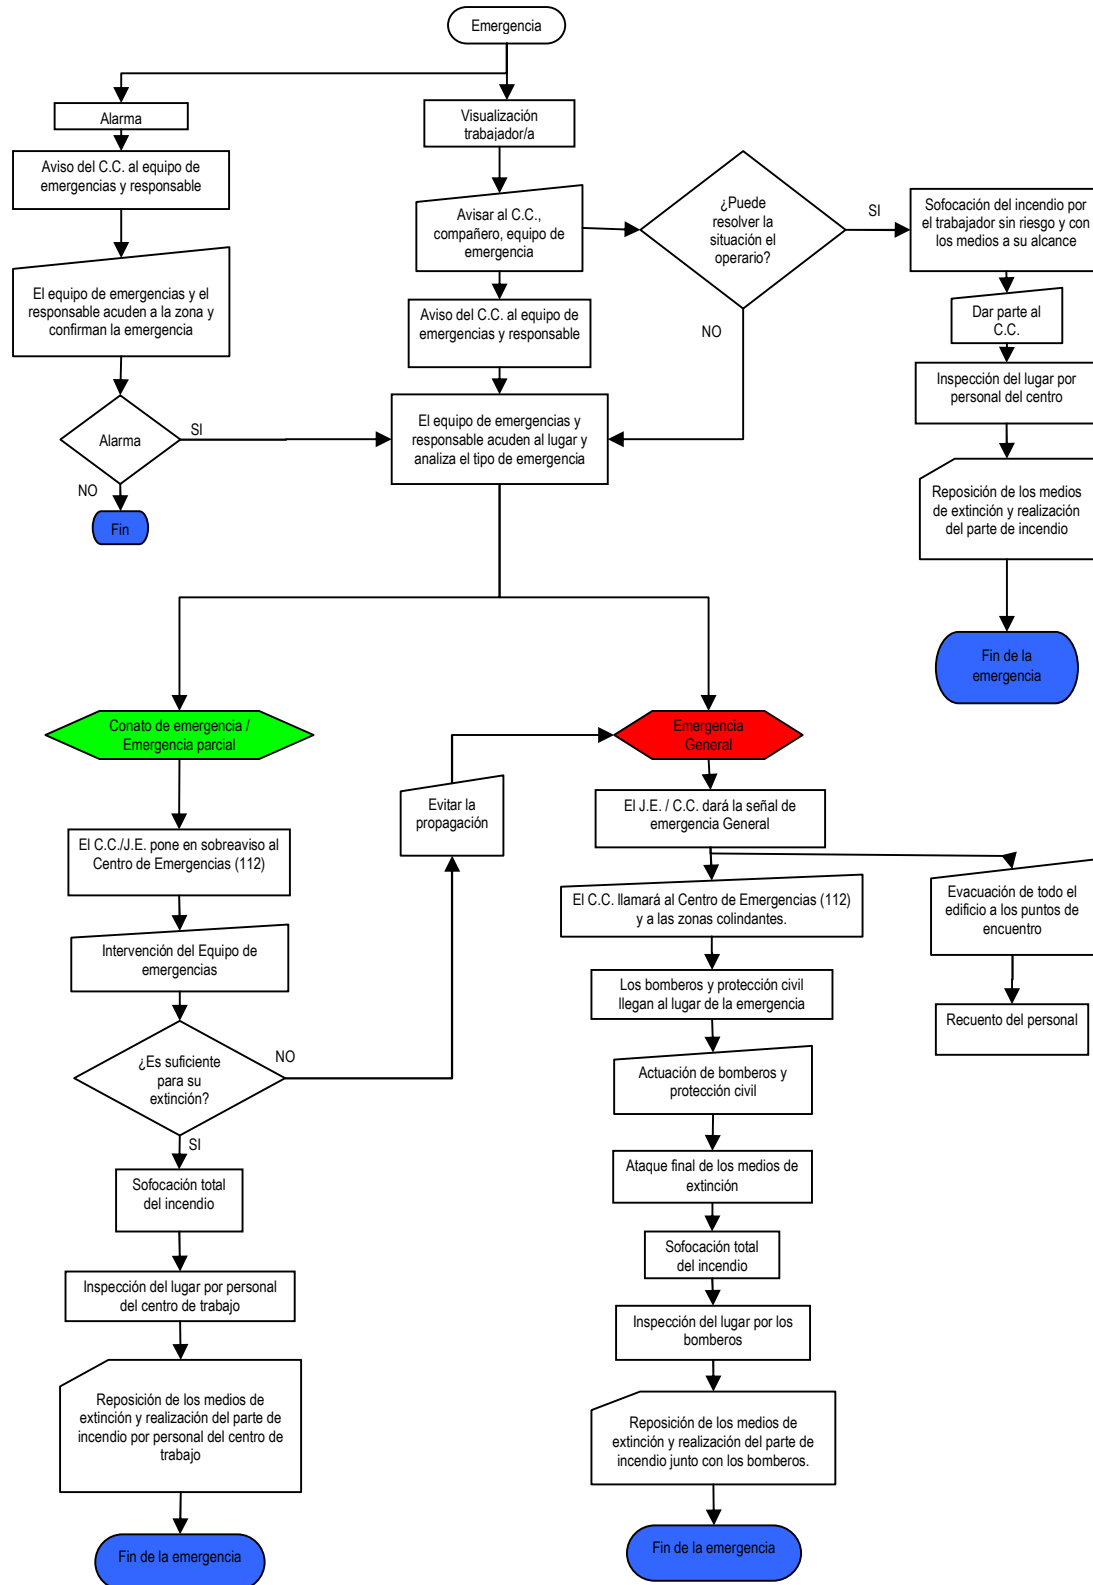 Emergencia
Alarma
Visualización
trabajador/a
Aviso del C.C. al equipo de
emergencias y responsable
Avisar al C.C.,
compañero, equipo de
emergencia
¿Puede
resolver la
situación el
operario?
SI
Sofocación del incendio por
el trabajador sin riesgo y con
los medios a su alcance
El equipo de emergencias y el
responsable acuden a la zona y
confirman la emergencia
Aviso del C.C. al equipo de
emergencias y responsable
NO
Dar parte al
C.C.
Inspección del lugar por
personal del centro
Alarma
SI
NO
Fin
El equipo de emergencias y
responsable acuden al lugar y
analiza el tipo de emergencia
Reposición de los medios
de extinción y realización
del parte de incendio
Fin de la
emergencia
Conato de emergencia /
Emergencia parcial
Emergencia
General
Evitar la
propagación
El J.E. / C.C. dará la señal de
emergencia General
El C.C./J.E. pone en sobreaviso al
Centro de Emergencias (112)
El C.C. llamará al Centro de Emergencias (112)
y a las zonas colindantes.
Evacuación de todo el
edificio a los puntos de
encuentro
Intervención del Equipo de
emergencias
Los bomberos y protección civil
llegan al lugar de la emergencia
Recuento del personal
¿Es suficiente
para su
extinción?
NO
SI
Actuación de bomberos y
protección civil
Ataque final de los medios de
extinción
Sofocación total
del incendio
Sofocación total
del incendio
Inspección del lugar por personal
del centro de trabajo
Inspección del lugar por los
bomberos
Reposición de los medios de
extinción y realización del parte de
incendio por personal del centro de
trabajo
Reposición de los medios de
extinción y realización del parte de
incendio junto con los bomberos.
Fin de la emergencia
Fin de la emergencia